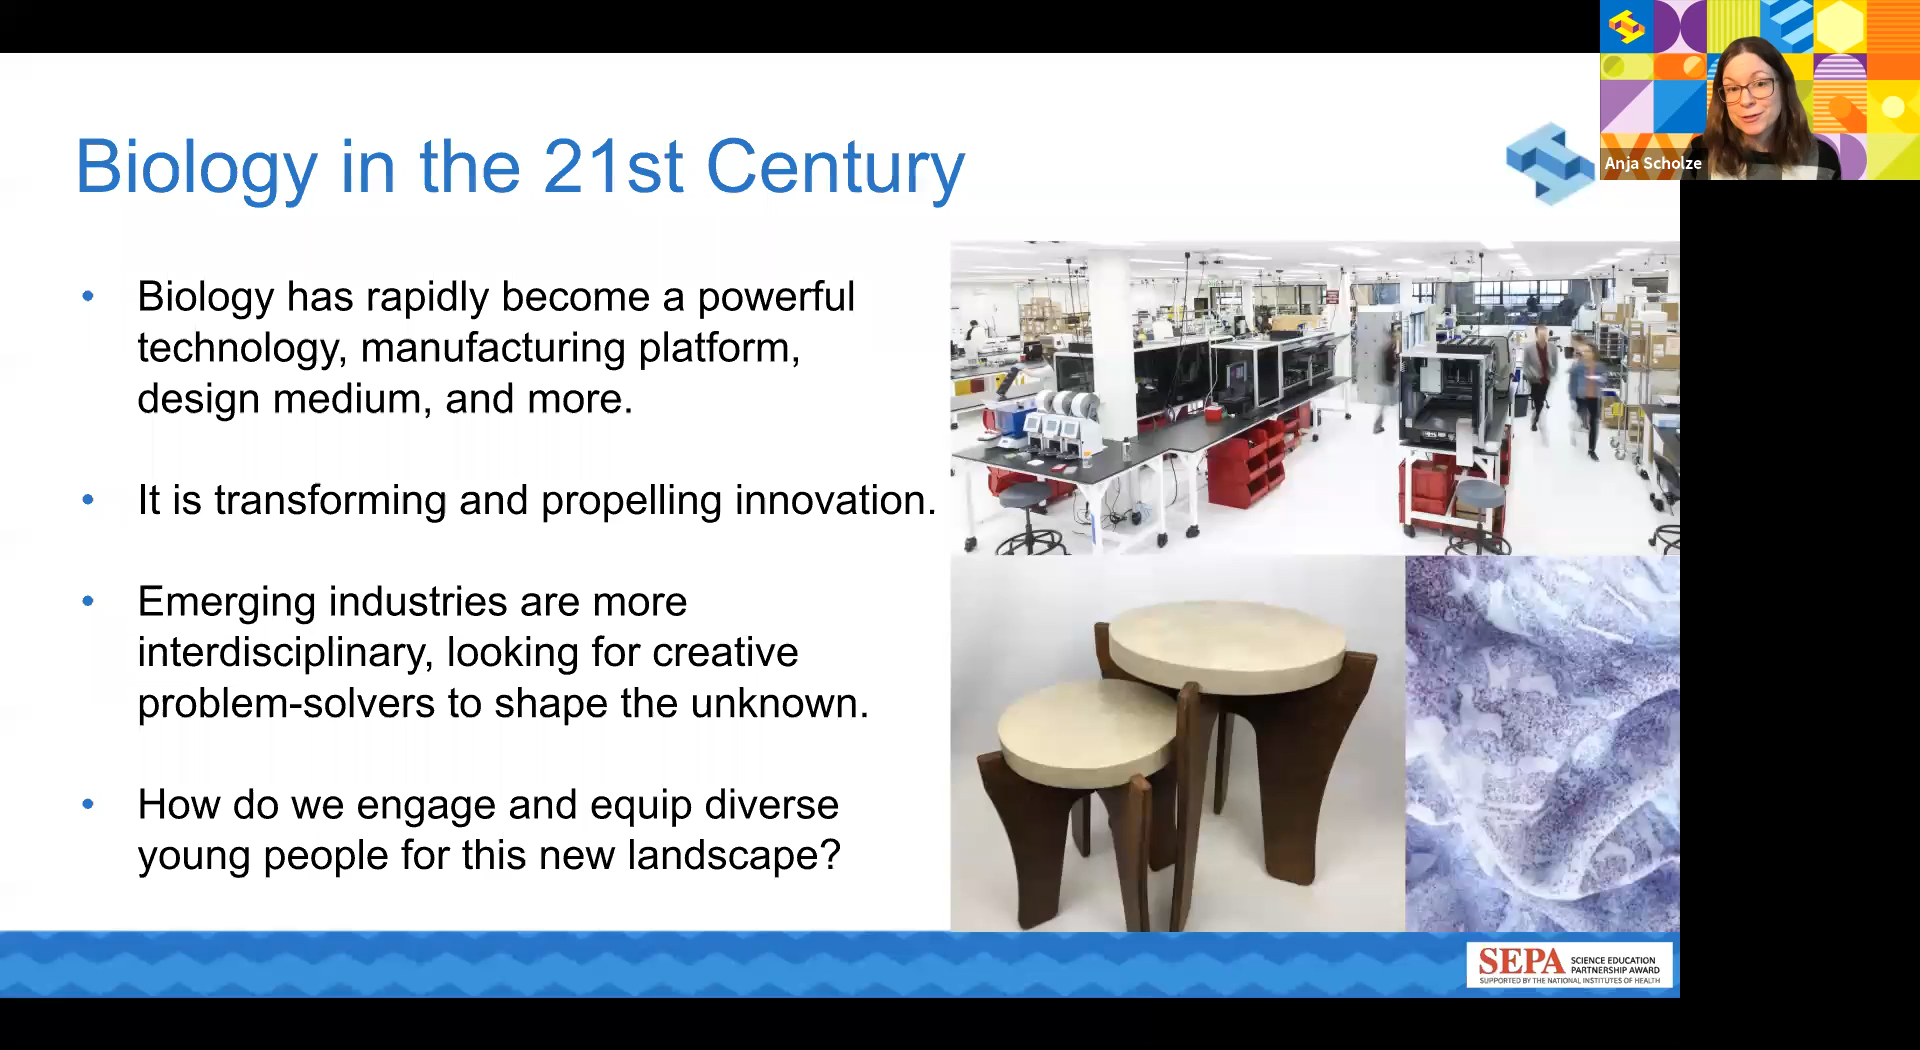 Anja Scholze
Biology in the 21st Century
• Biology has rapidly become a powerful
technology, manufacturing platform,
design medium, and more.
• It is transforming and propelling innovation.
• Emerging industries are more
interdisciplinary, looking for creative
problem-solvers to shape the unknown.
• How do we engage and equip diverse
young people for this new landscape?
SEPA SCIENCE EDUCATION
PARTNERSHIP AWARD
SUPPORTED BY THE NATIONAL INSTITUTES OF HEALTH